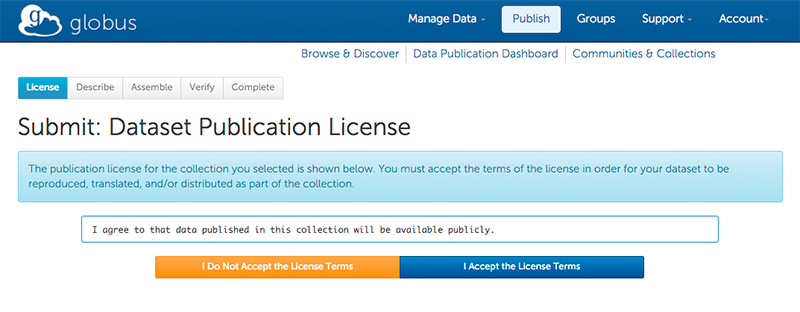 globus
Manage Data Publish Groups Support Account
Browse & Discover Data Publication Dashboard Communities & Collections
License Describe Assemble Verify Complete
Submit: Dataset Publication License
The publication license for the collection you selected is shown below. You must accept the terms of the license in order for your dataset to be
reproduced, translated, and/or distributed as part of the collection.
I agree to that data published in this collection will be available publicly.
I Do Not Accept the License Terms I Accept the License Terms